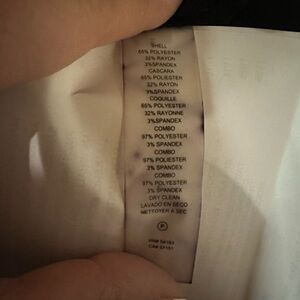 SHELL
65% POLYESTER
32% RAYON
3%SPANDEX
CASCARA
65% POLIESTER
32% RAYON
3%SPANDEX
COQUILLE
65% POLYESTER
32% RAYONNE
3%SPANDEX
COMBO
97% POLYESTER
3% SPANDEX
COMBO
97% POLYESTER
3% SPANDEX
COMBO
97% POLYESTER
3% SPANDEX
DRY CLEAN
LAVADO EN SECO
NETTOYER A SEC
P